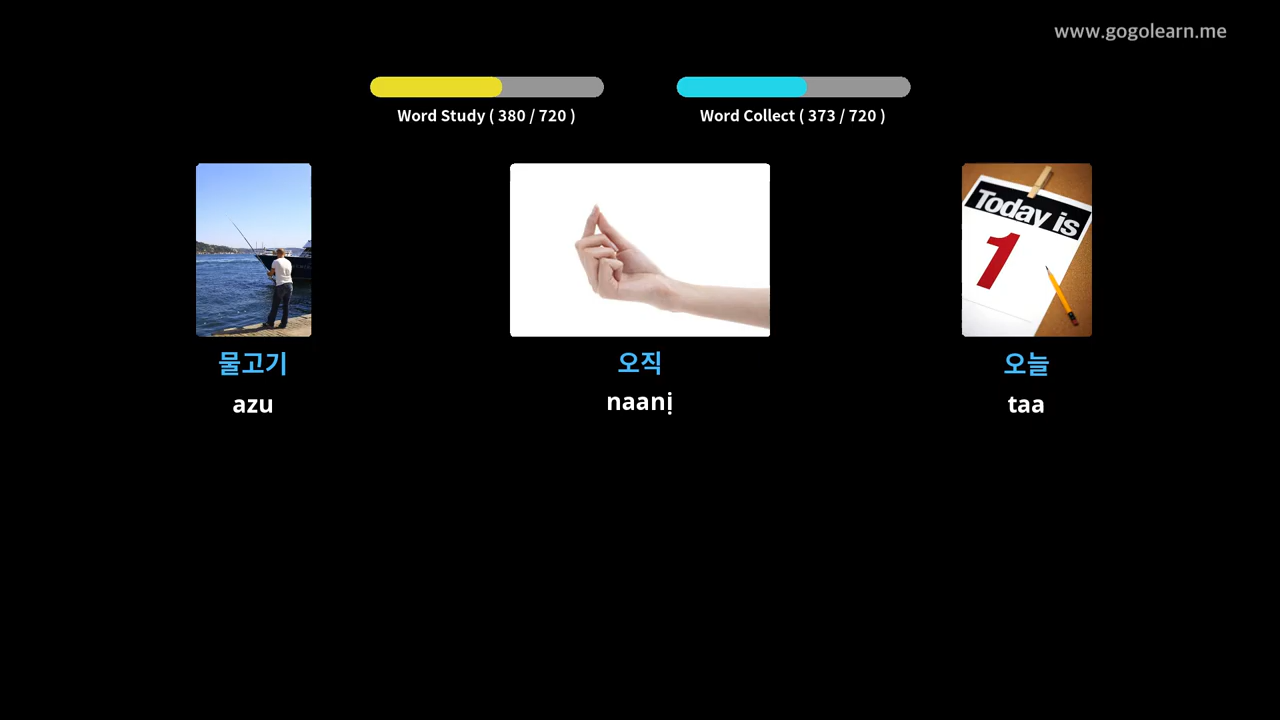 www.gogolearn.me
Word Study ( 380 / 720 )
Word Collect ( 373 / 720 )
Today is
1
물고기
오직
오늘
azu
naanị
taa